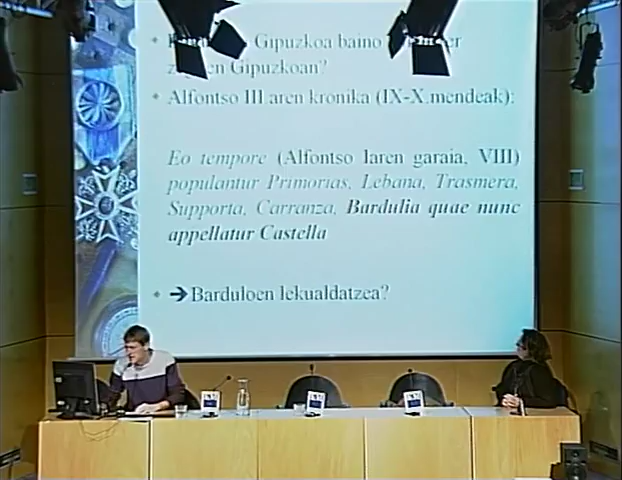 Gipuzkoa baino
Gipuzkoan?
Alfontso III.aren kronika (IX-X.mendeak):
Eo tempore (Alfontso Iaren garaia, VIII)
populantur Primorias, Lebana, Trasmera,
Supporta, Carranza, Bardulia quae nunc
appellatur Castella
➔ Barduloen lekualdatzea?